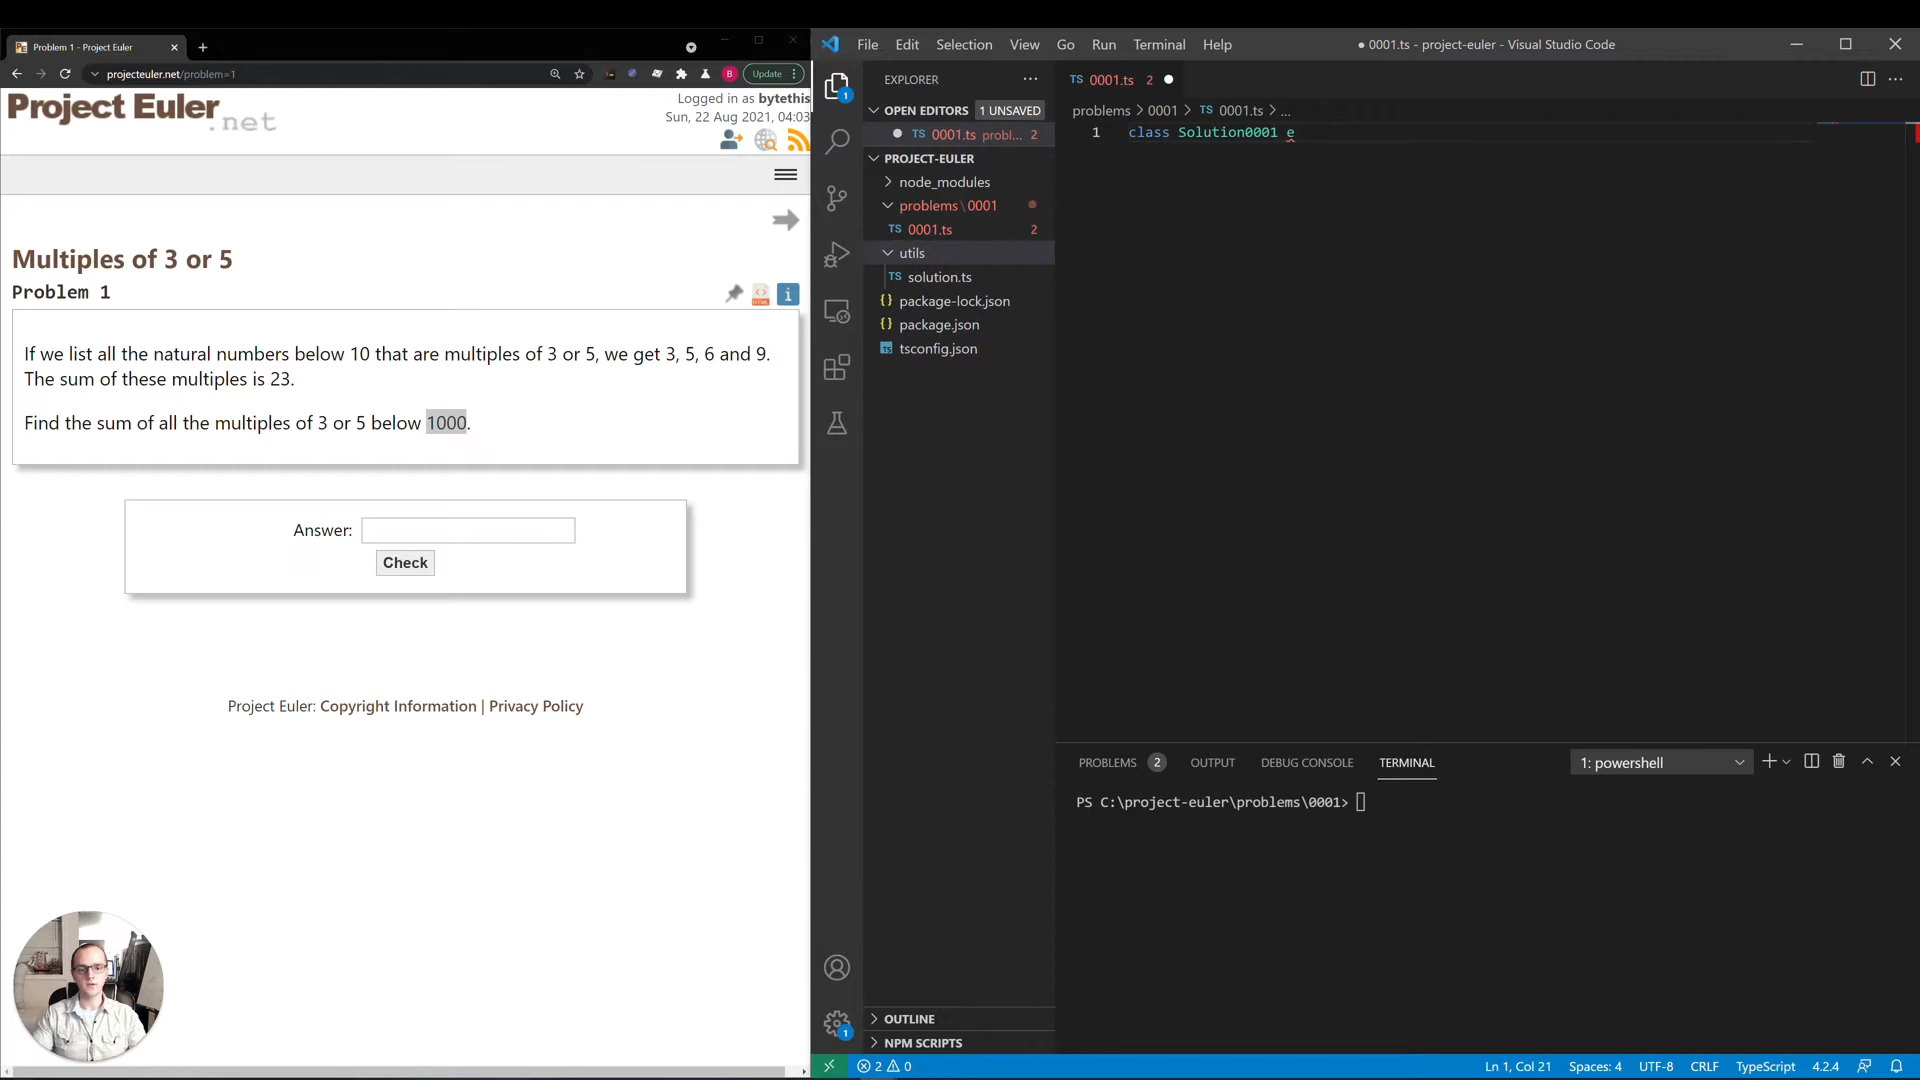 Problem 1 - Project Euler
projecteuler.net/problem=1
B
Update
Project Euler
.net
Logged in as bytethis
Sun, 22 Aug 2021, 04:03
Multiples of 3 or 5
Problem 1
HTML
i
If we list all the natural numbers below 10 that are multiples of 3 or 5, we get 3, 5, 6 and 9.
The sum of these multiples is 23.
Find the sum of all the multiples of 3 or 5 below 1000.
Answer:
Check
Project Euler: Copyright Information | Privacy Policy
File Edit Selection View Go Run Terminal Help
● 0001.ts - project-euler - Visual Studio Code
EXPLORER
1
OPEN EDITORS 1 UNSAVED
TS 0001.ts probl... 2
PROJECT-EULER
node_modules
problems\0001
TS 0001.ts 2
utils
TS solution.ts
{} package-lock.json
{} package.json
TS tsconfig.json
OUTLINE
NPM SCRIPTS
1
TS 0001.ts 2
problems > 0001 > TS 0001.ts > ...
1 class Solution0001 e
PROBLEMS 2 OUTPUT DEBUG CONSOLE TERMINAL
1: powershell
PS C:\project-euler\problems\0001>
2 0
Ln 1, Col 21 Spaces: 4 UTF-8 CRLF TypeScript 4.2.4